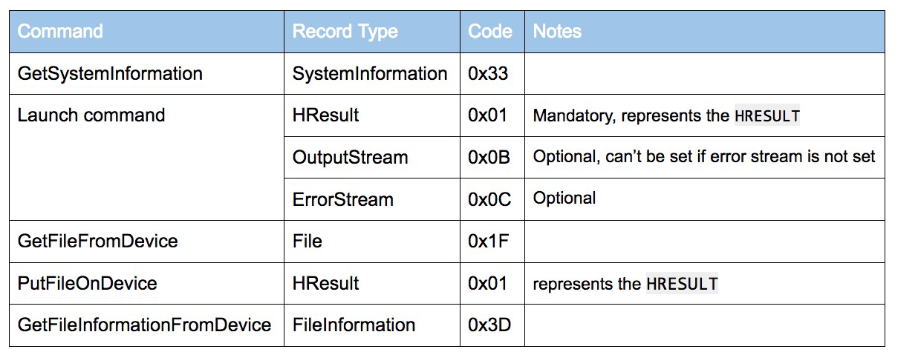 Command Record Type Code Notes
GetSystemInformation SystemInformation 0x33
Launch command HResult 0x01 Mandatory, represents the HRESULT
OutputStream 0x0B Optional, can't be set if error stream is not set
ErrorStream 0x0C Optional
GetFileFromDevice File 0x1F
PutFileOnDevice HResult 0x01 represents the HRESULT
GetFileInformationFromDevice FileInformation 0x3D